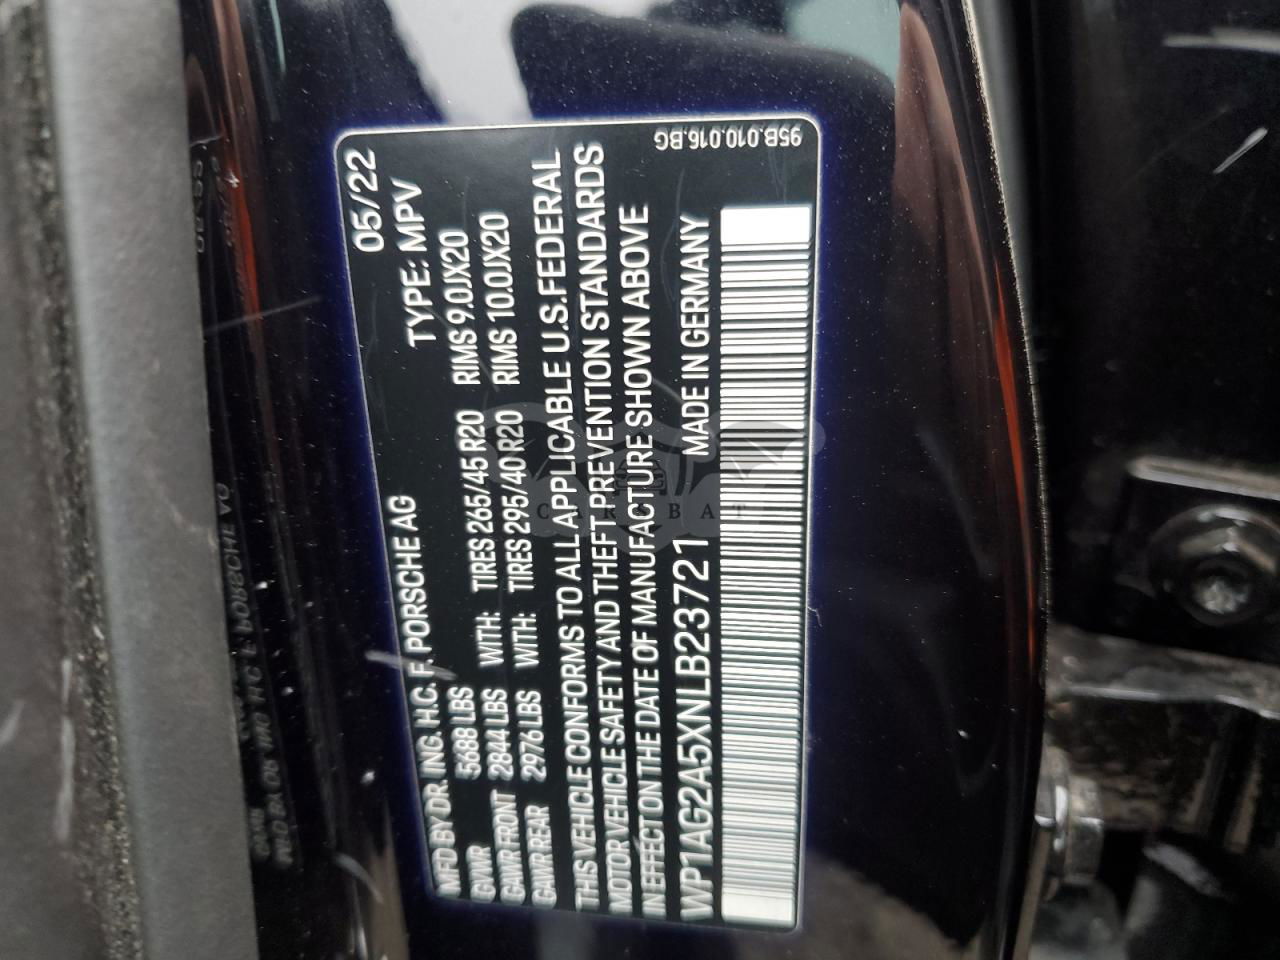 MFD BY DR. ING. H.C. F. PORSCHE AG 05/22
TYPE: MPV
GVWR 5688 LBS WITH: TIRES 265/45 R20 RIMS 9.0JX20
GAWR FRONT 2844 LBS WITH: TIRES 295/40 R20 RIMS 10.0JX20
GAWR REAR 2976 LBS
THIS VEHICLE CONFORMS TO ALL APPLICABLE U.S. FEDERAL
MOTOR VEHICLE SAFETY AND THEFT PREVENTION STANDARDS
IN EFFECT ON THE DATE OF MANUFACTURE SHOWN ABOVE
WP1AG2A5XNLB23721 MADE IN GERMANY
95B.010.016.BG
CARSBAT